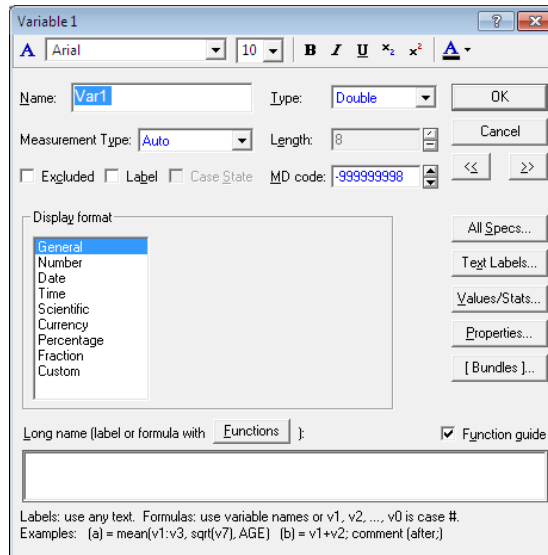 Variable 1
A Arial 10 B I U x₂ x² A
Name: Var1 Type: Double OK
Measurement Type: Auto Length: 8 Cancel
Excluded Label Case State MD code: -999999998 << >>
Display format
General
Number
Date
Time
Scientific
Currency
Percentage
Fraction
Custom
All Specs...
Text Labels...
Values/Stats...
Properties...
[ Bundles ]...
Long name (label or formula with Functions ): Function guide
Labels: use any text. Formulas: use variable names or v1, v2, ..., v0 is case #.
Examples: (a) = mean(v1:v3, sqrt(v7), AGE) (b) = v1+v2; comment (after;)